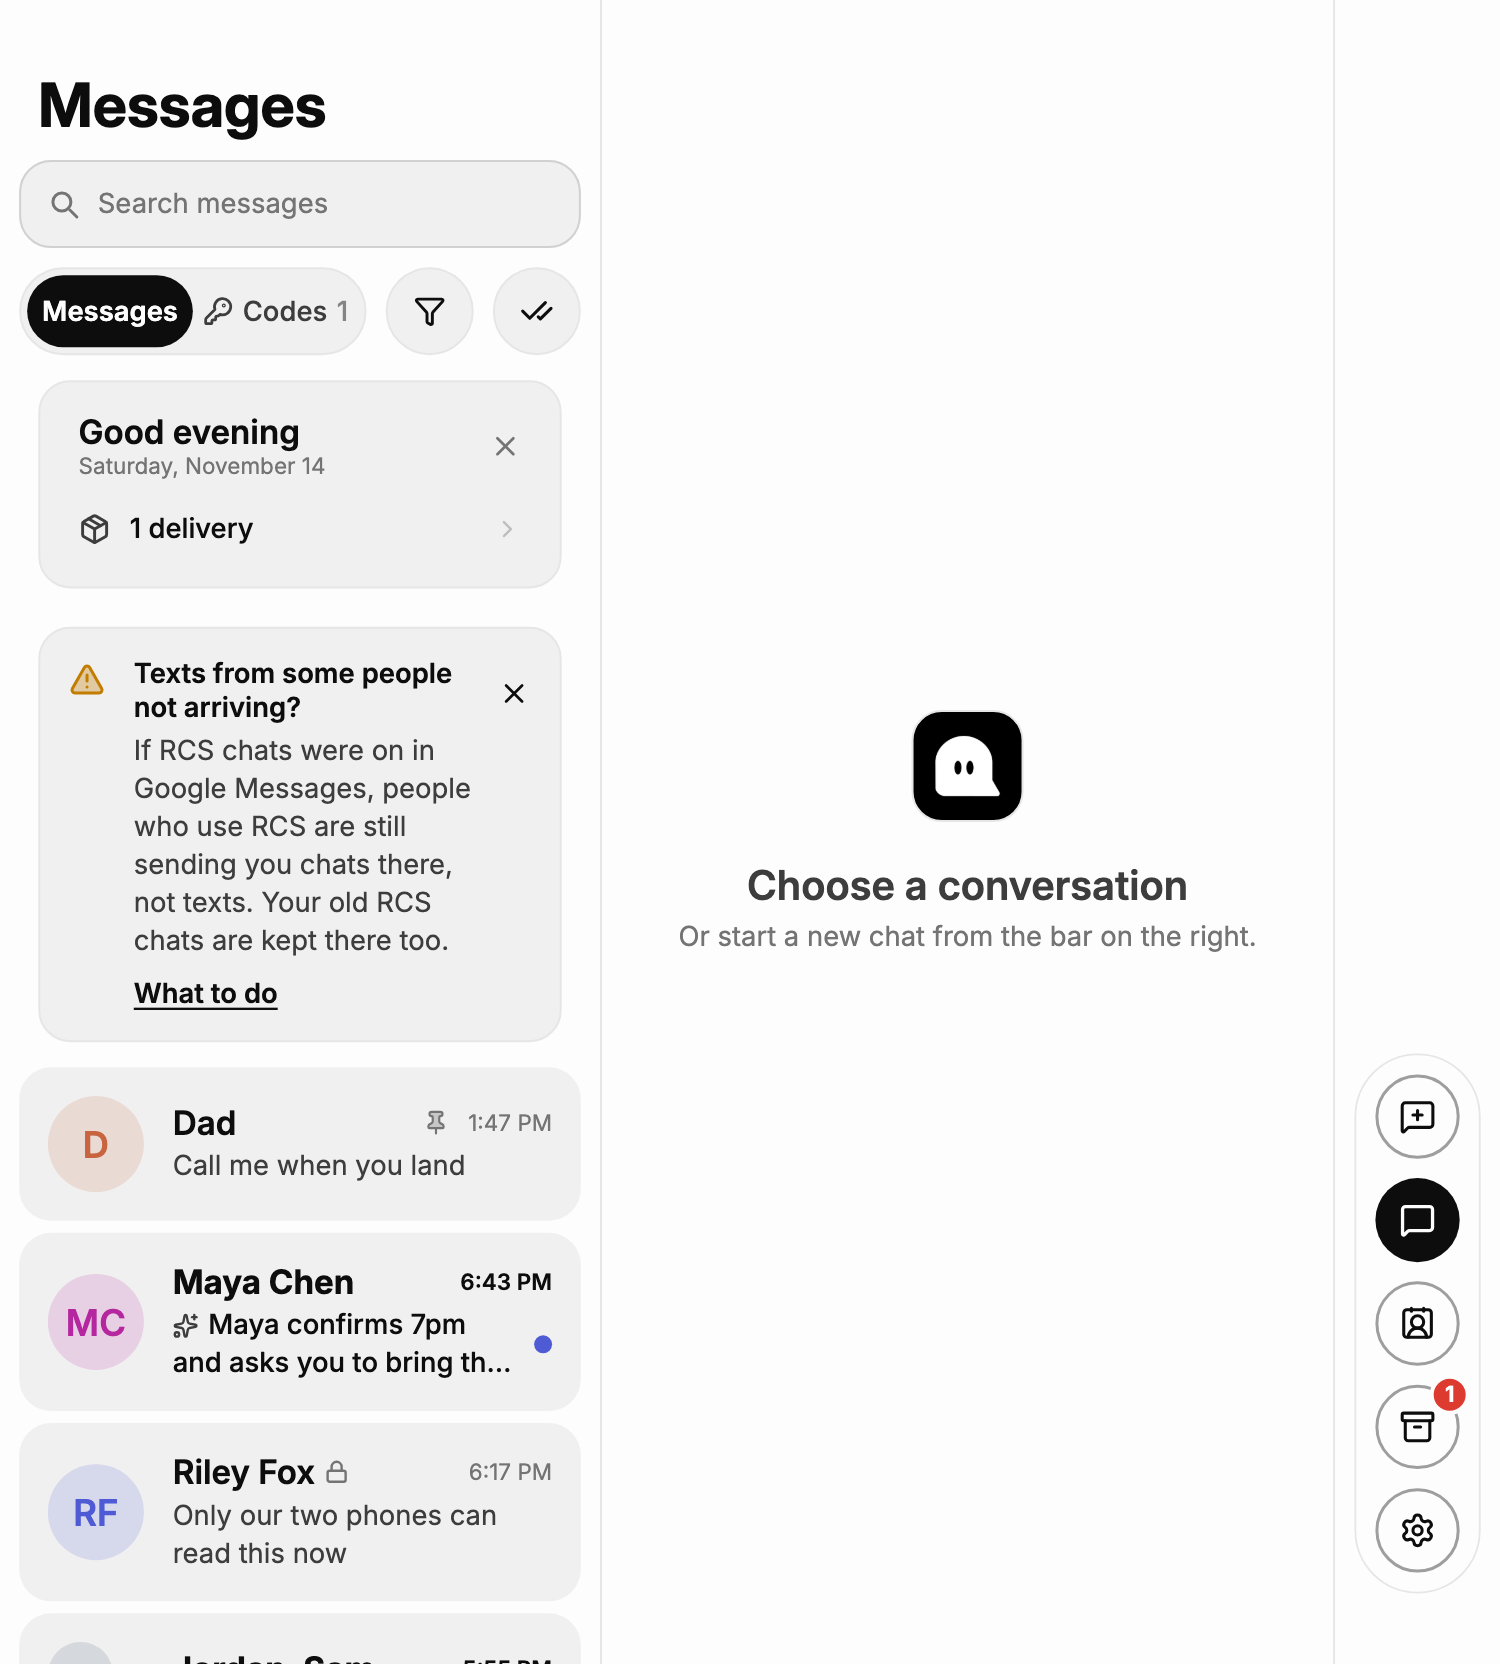 Messages
Search messages
Messages
Codes 1
Good evening
Saturday, November 14
1 delivery
Texts from some people
not arriving?
If RCS chats were on in
Google Messages, people
who use RCS are still
sending you chats there,
not texts. Your old RCS
chats are kept there too.
What to do
D
Dad
1:47 PM
Call me when you land
MC
Maya Chen
6:43 PM
Maya confirms 7pm
and asks you to bring th...
RF
Riley Fox
6:17 PM
Only our two phones can
read this now
Choose a conversation
Or start a new chat from the bar on the right.
1